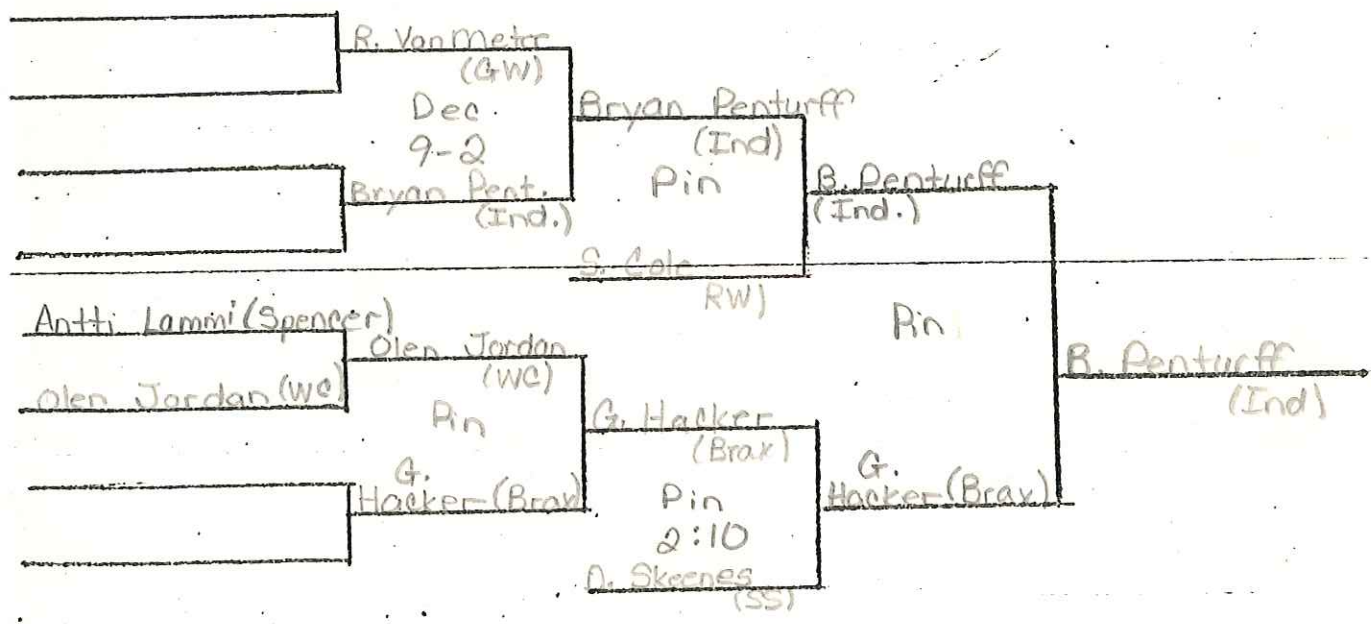 R. VanMeter
(GW)
Dec.
9-2
Bryan Pent.
(Ind.)
Bryan Penturff
(Ind)
Pin
S. Cole
RW)
B. Penturff
(Ind.)
Antti Lammi (Spencer)
Olen Jordan (WC)
Olen Jordan
(WC)
Pin
G.
Hacker (Brax)
G. Hacker
(Brax)
Pin
2:10
D. Skeenes
(SS)
Pin
G.
Hacker (Brax)
B. Penturff
(Ind)